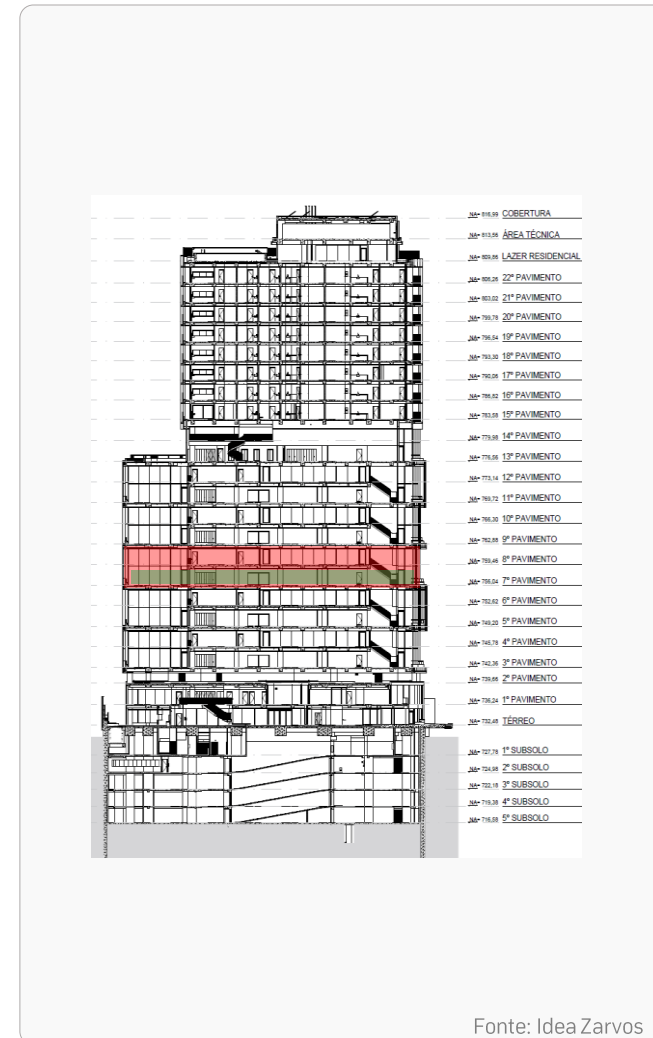 NA= 816,99 COBERTURA
NA= 813,56 ÁREA TÉCNICA
NA= 809,86 LAZER RESIDENCIAL
NA= 806,26 22º PAVIMENTO
NA= 803,02 21º PAVIMENTO
NA= 799,78 20º PAVIMENTO
NA= 796,54 19º PAVIMENTO
NA= 793,30 18º PAVIMENTO
NA= 790,06 17º PAVIMENTO
NA= 786,82 16º PAVIMENTO
NA= 783,58 15º PAVIMENTO
NA= 779,98 14º PAVIMENTO
NA= 776,56 13º PAVIMENTO
NA= 773,14 12º PAVIMENTO
NA= 769,72 11º PAVIMENTO
NA= 766,30 10º PAVIMENTO
NA= 762,88 9º PAVIMENTO
NA= 759,46 8º PAVIMENTO
NA= 756,04 7º PAVIMENTO
NA= 752,62 6º PAVIMENTO
NA= 749,20 5º PAVIMENTO
NA= 745,78 4º PAVIMENTO
NA= 742,36 3º PAVIMENTO
NA= 739,66 2º PAVIMENTO
NA= 735,24 1º PAVIMENTO
NA= 732,48 TÉRREO
NA= 727,78 1º SUBSOLO
NA= 724,98 2º SUBSOLO
NA= 722,18 3º SUBSOLO
NA= 719,38 4º SUBSOLO
NA= 716,58 5º SUBSOLO
Fonte: Idea Zarvos